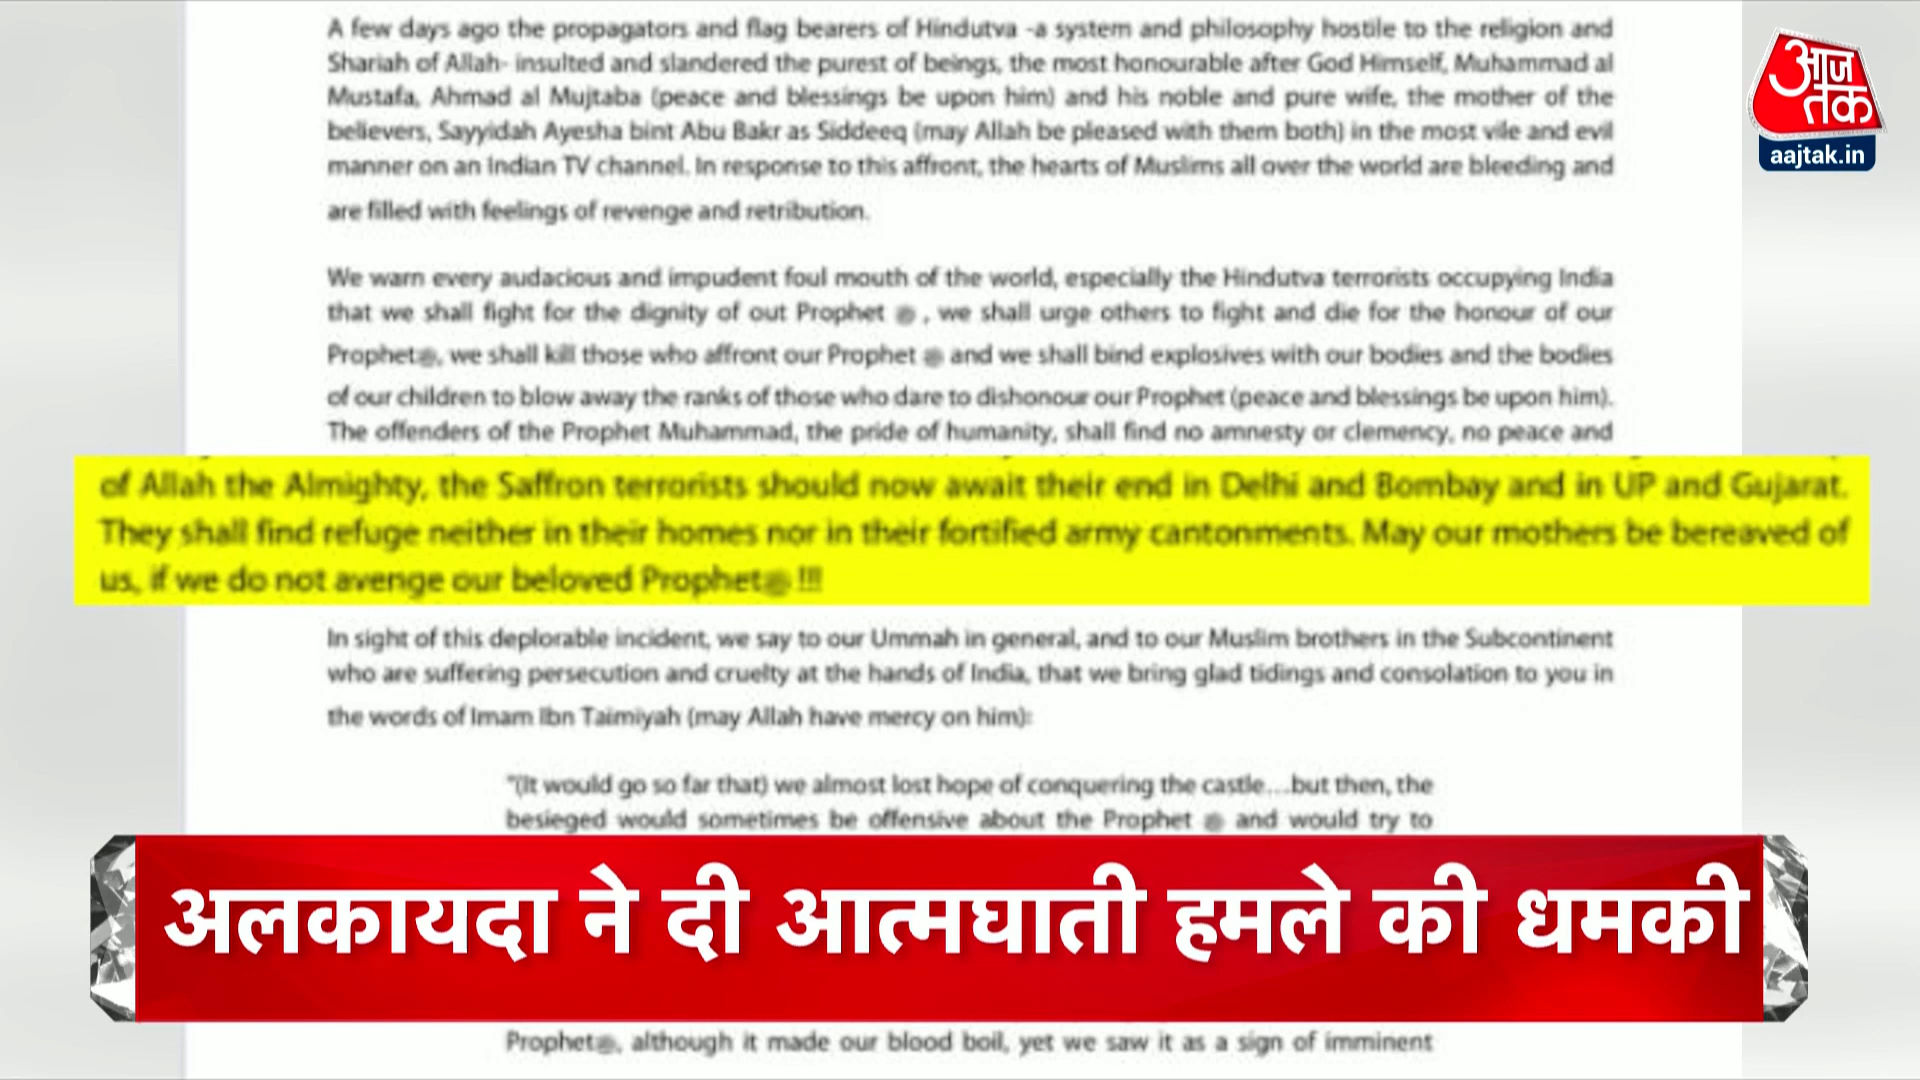 A few days ago the propagators and flag bearers of Hindutva -a system and philosophy hostile to the religion and
Shariah of Allah- insulted and slandered the purest of beings, the most honourable after God Himself, Muhammad al
Mustafa, Ahmad al Mujtaba (peace and blessings be upon him) and his noble and pure wife, the mother of the
believers, Sayyidah Ayesha bint Abu Bakr as Siddeeq (may Allah be pleased with them both) in the most vile and evil
manner on an Indian TV channel. In response to this affront, the hearts of Muslims all over the world are bleeding and
are filled with feelings of revenge and retribution.
We warn every audacious and impudent foul mouth of the world, especially the Hindutva terrorists occupying India
that we shall fight for the dignity of out Prophet , we shall urge others to fight and die for the honour of our
Prophet , we shall kill those who affront our Prophet and we shall bind explosives with our bodies and the bodies
of our children to blow away the ranks of those who dare to dishonour our Prophet (peace and blessings be upon him).
The offenders of the Prophet Muhammad, the pride of humanity, shall find no amnesty or clemency, no peace and
of Allah the Almighty, the Saffron terrorists should now await their end in Delhi and Bombay and in UP and Gujarat.
They shall find refuge neither in their homes nor in their fortified army cantonments. May our mothers be bereaved of
us, if we do not avenge our beloved Prophet !!!
In sight of this deplorable incident, we say to our Ummah in general, and to our Muslim brothers in the Subcontinent
who are suffering persecution and cruelty at the hands of India, that we bring glad tidings and consolation to you in
the words of Imam Ibn Taimiyah (may Allah have mercy on him):
"(It would go so far that) we almost lost hope of conquering the castle...but then, the
besieged would sometimes be offensive about the Prophet and would try to
अलकायदा ने दी आत्मघाती हमले की धमकी
Prophet , although it made our blood boil, yet we saw it as a sign of imminent
आज
तक
aajtak.in